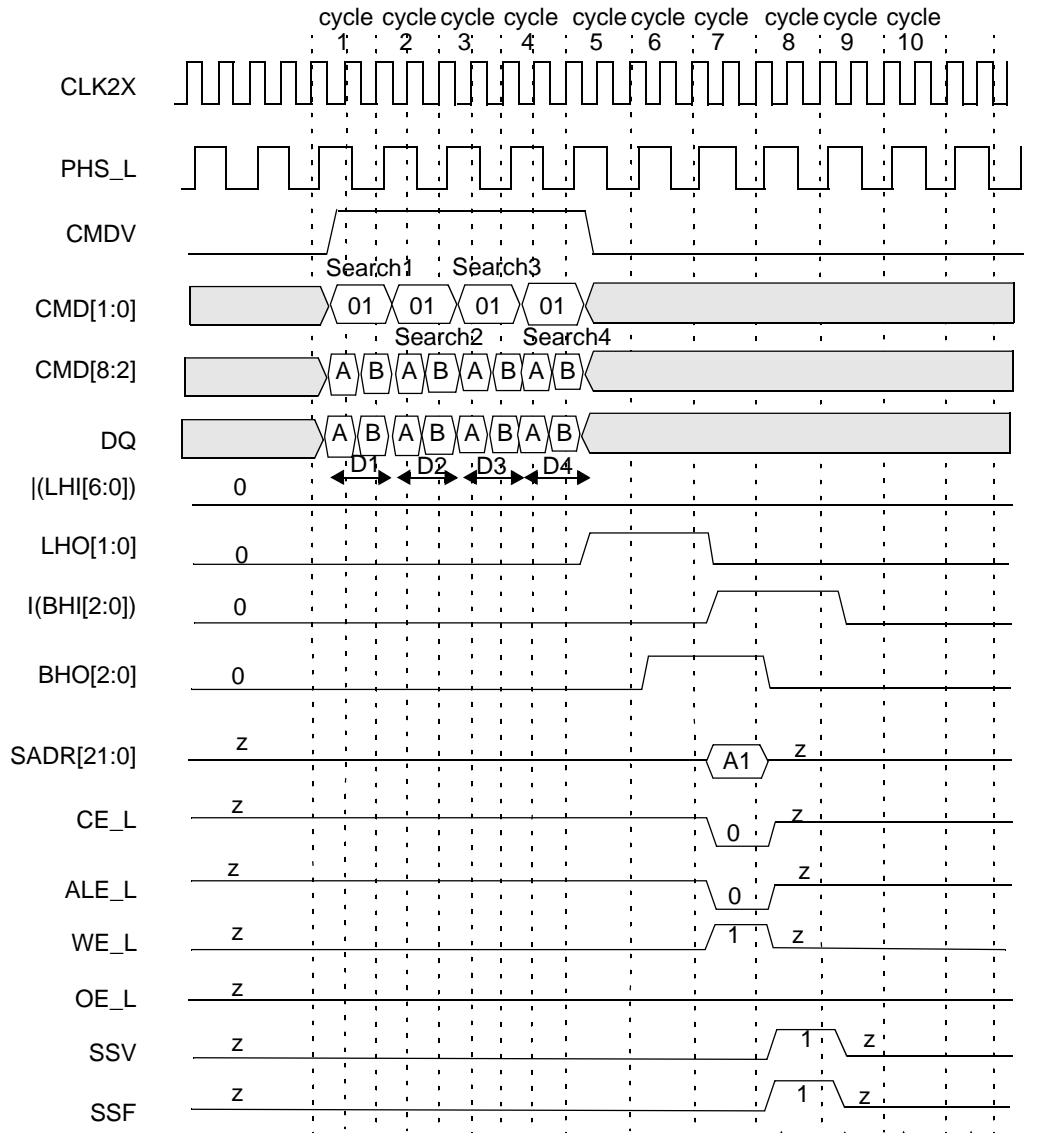 cycle cycle cycle cycle cycle cycle cycle cycle cycle cycle
1 2 3 4 5 6 7 8 9 10
CLK2X
PHS_L
CMDV
Search1 Search3
CMD[1:0] 01 01 01 01
Search2 Search4
CMD[8:2] A B A B A B A B
DQ A B A B A B A B
D1 D2 D3 D4
|(LHI[6:0]) 0
LHO[1:0] 0
I(BHI[2:0]) 0
BHO[2:0] 0
SADR[21:0] z A1 z
CE_L z 0 z
ALE_L z 0 z
WE_L z 1 z
OE_L z
SSV z 1 z
SSF z 1 z